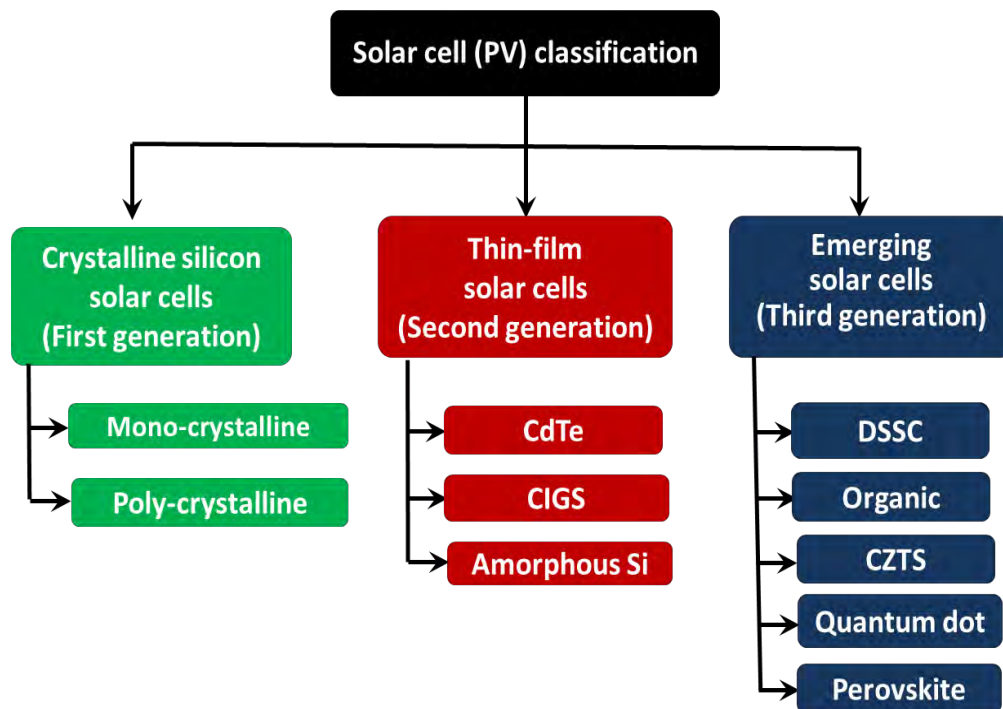 Solar cell (PV) classification
Crystalline silicon
solar cells
(First generation)
Mono-crystalline
Poly-crystalline
Thin-film
solar cells
(Second generation)
CdTe
CIGS
Amorphous Si
Emerging
solar cells
(Third generation)
DSSC
Organic
CZTS
Quantum dot
Perovskite